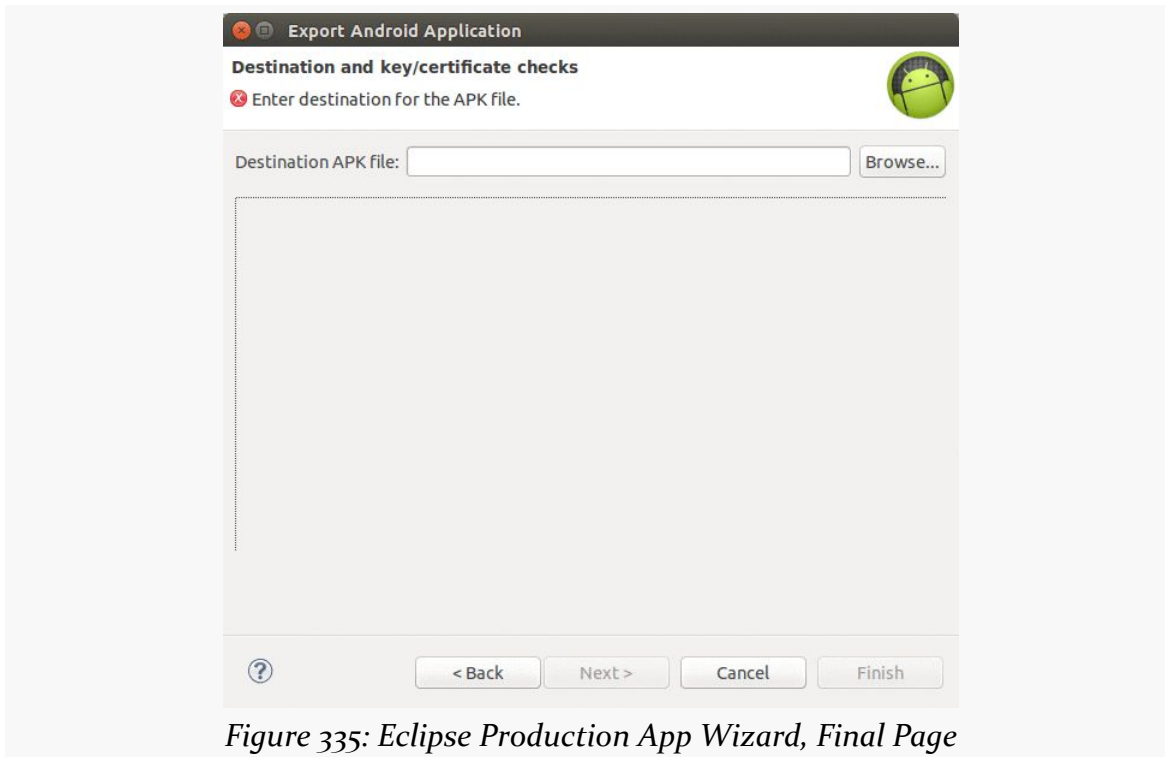 Export Android Application
Destination and key/certificate checks
Enter destination for the APK file.
Destination APK file: Browse...
< Back Next > Cancel Finish
Figure 335: Eclipse Production App Wizard, Final Page